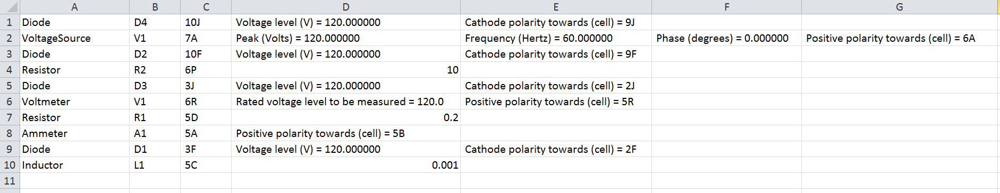 A B C D E F G
1 Diode D4 10J Voltage level (V) = 120.000000 Cathode polarity towards (cell) = 9J
2 VoltageSource V1 7A Peak (Volts) = 120.000000 Frequency (Hertz) = 60.000000 Phase (degrees) = 0.000000 Positive polarity towards (cell) = 6A
3 Diode D2 10F Voltage level (V) = 120.000000 Cathode polarity towards (cell) = 9F
4 Resistor R2 6P 10
5 Diode D3 3J Voltage level (V) = 120.000000 Cathode polarity towards (cell) = 2J
6 Voltmeter V1 6R Rated voltage level to be measured = 120.0 Positive polarity towards (cell) = 5R
7 Resistor R1 5D 0.2
8 Ammeter A1 5A Positive polarity towards (cell) = 5B
9 Diode D1 3F Voltage level (V) = 120.000000 Cathode polarity towards (cell) = 2F
10 Inductor L1 5C 0.001
11